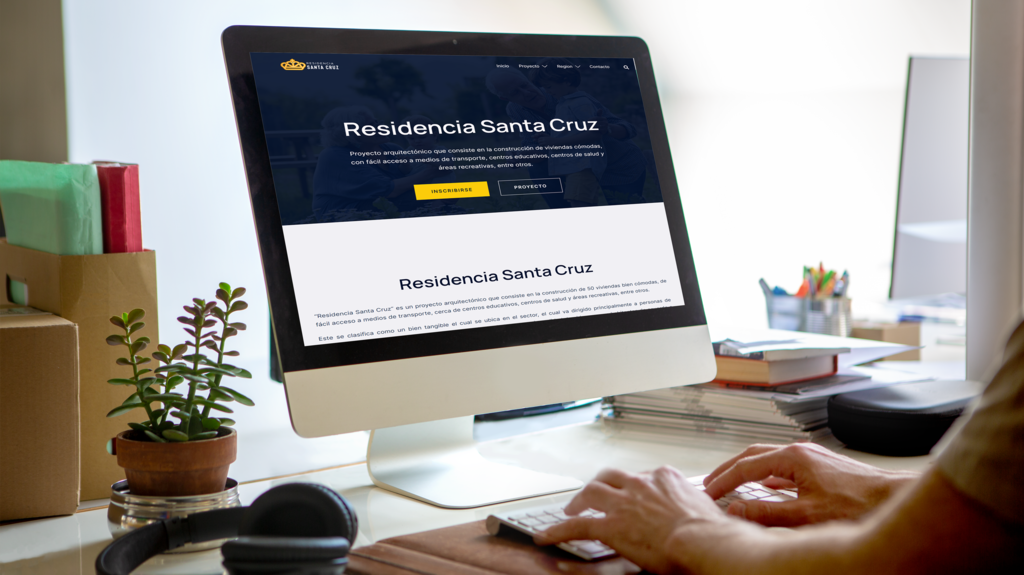 RESIDENCIA
SANTA CRUZ
Inicio Proyecto Region Contacto
Residencia Santa Cruz
Proyecto arquitectónico que consiste en la construcción de viviendas cómodas,
con fácil acceso a medios de transporte, centros educativos, centros de salud y
áreas recreativas, entre otros.
INSCRIBIRSE PROYECTO
Residencia Santa Cruz
"Residencia Santa Cruz" es un proyecto arquitectónico que consiste en la construcción de 50 viviendas bien cómodas, de
fácil acceso a medios de transporte, cerca de centros educativos, centros de salud y áreas recreativas, entre otros.
Este se clasifica como un bien tangible el cual se ubica en el sector, el cual va dirigido principalmente a personas de